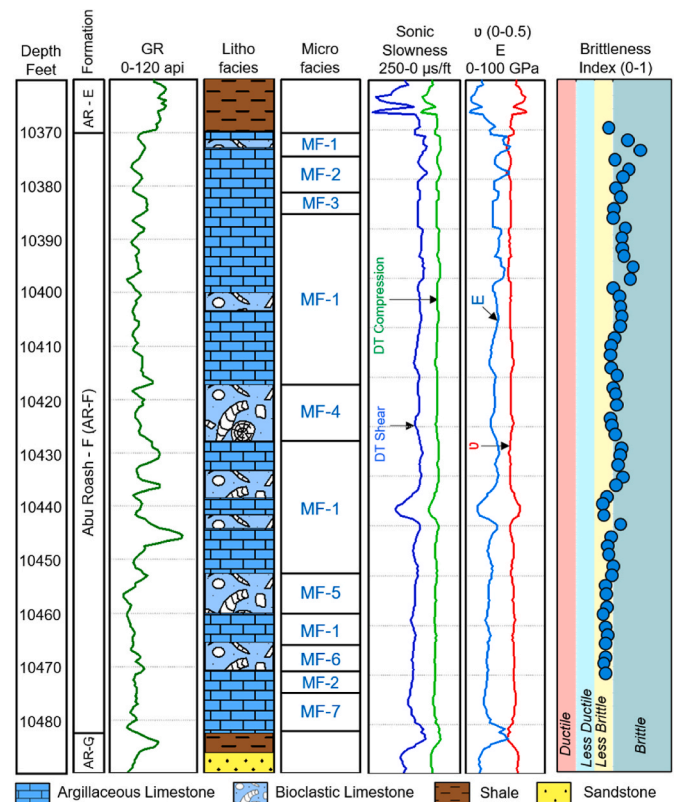 Depth
Feet
Formation
GR
0-120 api
Litho
facies
Micro
facies
Sonic
Slowness
250-0 µs/ft
υ (0-0.5)
E
0-100 GPa
Brittleness
Index (0-1)
AR - E
10370
10380
10390
10400
10410
10420
10430
10440
10450
10460
10470
10480
Abu Roash - F (AR-F)
AR-G
MF-1
MF-2
MF-3
MF-1
MF-4
MF-1
MF-5
MF-1
MF-6
MF-2
MF-7
DT Compression
DT Shear
E
υ
Ductile
Less Ductile
Less Brittle
Brittle
Argillaceous Limestone
Bioclastic Limestone
Shale
Sandstone